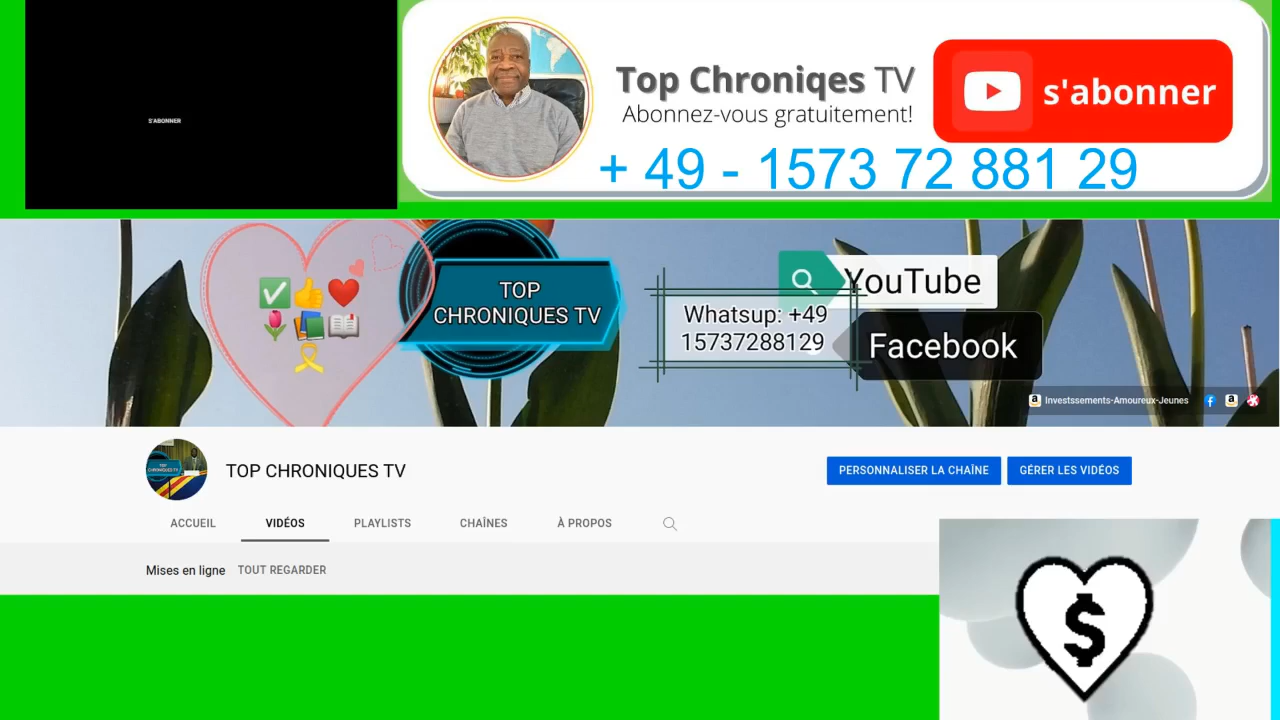 S'ABONNER
Top Chroniqes TV
Abonnez-vous gratuitement!
s'abonner
+ 49 - 1573 72 881 29
TOP
CHRONIQUES TV
YouTube
Whatsup: +49
15737288129
Facebook
Investssements-Amoureux-Jeunes
TOP CHRONIQUES TV
PERSONNALISER LA CHAÎNE
GÉRER LES VIDÉOS
ACCUEIL
VIDÉOS
PLAYLISTS
CHAÎNES
À PROPOS
Mises en ligne
TOUT REGARDER
$